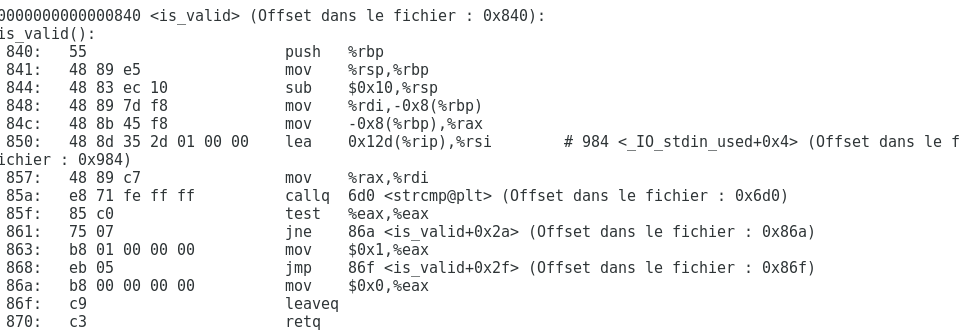 0000000000000840 <is_valid> (Offset dans le fichier : 0x840):
is_valid():
840: 55 push %rbp
841: 48 89 e5 mov %rsp,%rbp
844: 48 83 ec 10 sub $0x10,%rsp
848: 48 89 7d f8 mov %rdi,-0x8(%rbp)
84c: 48 8b 45 f8 mov -0x8(%rbp),%rax
850: 48 8d 35 2d 01 00 00 lea 0x12d(%rip),%rsi # 984 <_IO_stdin_used+0x4> (Offset dans le f
ichier : 0x984)
857: 48 89 c7 mov %rax,%rdi
85a: e8 71 fe ff ff callq 6d0 <strcmp@plt> (Offset dans le fichier : 0x6d0)
85f: 85 c0 test %eax,%eax
861: 75 07 jne 86a <is_valid+0x2a> (Offset dans le fichier : 0x86a)
863: b8 01 00 00 00 mov $0x1,%eax
868: eb 05 jmp 86f <is_valid+0x2f> (Offset dans le fichier : 0x86f)
86a: b8 00 00 00 00 mov $0x0,%eax
86f: c9 leaveq
870: c3 retq